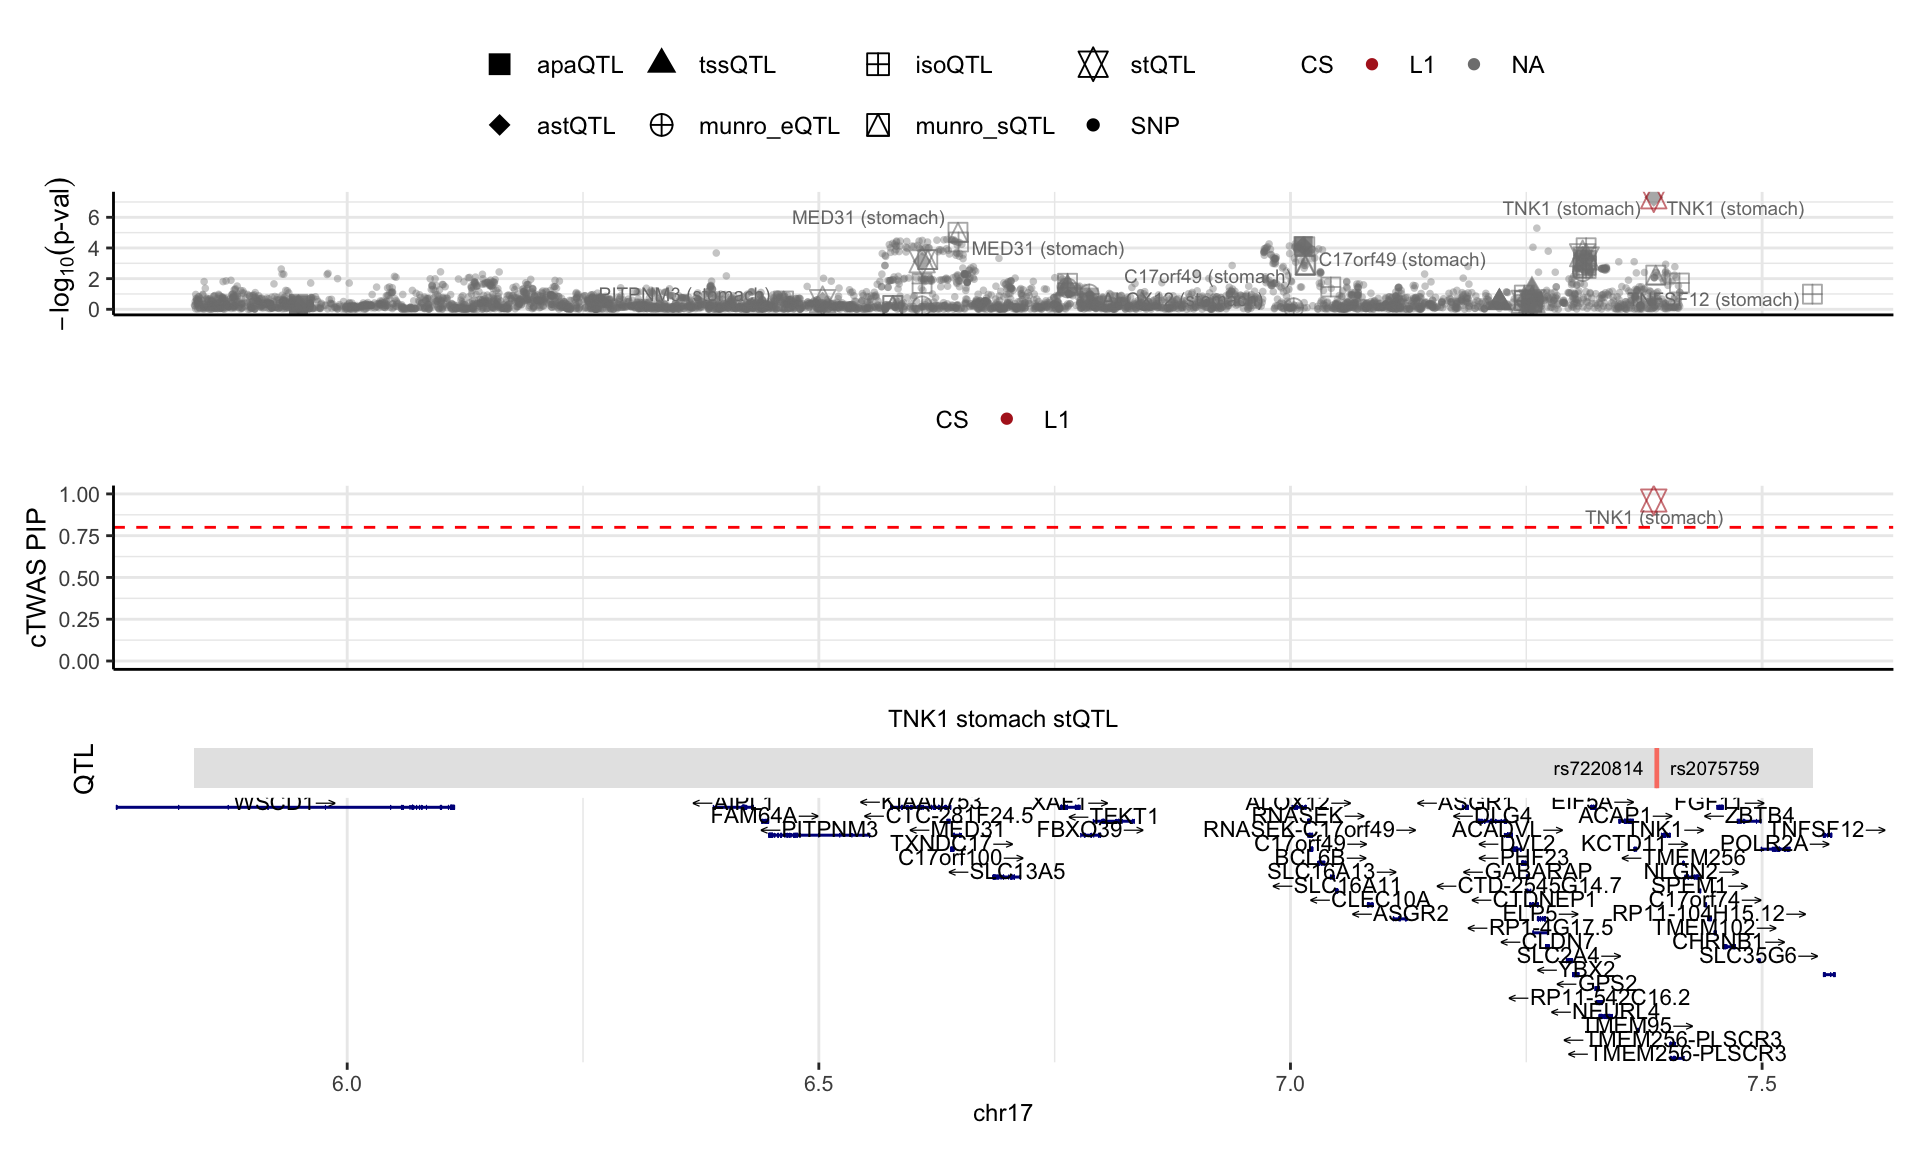 apaQTL tssQTL isoQTL stQTL CS L1 NA
astQTL munro_eQTL munro_sQTL SNP
−log10(p-val)
6
4
2
0
TNK1 (stomach) TNK1 (stomach)
MED31 (stomach)
MED31 (stomach)
C17orf49 (stomach)
C17orf49 (stomach)
PITPNM3 (stomach)
ALOX12 (stomach)
TNFSF12 (stomach)
CS L1
cTWAS PIP
1.00
0.75
0.50
0.25
0.00
TNK1 (stomach)
TNK1 stomach stQTL
QTL
rs7220814 rs2075759
WSCD1→ ←AIPL1 ←KIAA0753 XAF1→ ALOX12→ ←ASGR1 EIF5A→ FGF11→
FAM64A→ ←CTC-281F24.5 ←TEKT1 RNASEK→ ←DLG4 ACAP1→ ←ZBTB4
←PITPNM3 ←MED31 FBXO39→ RNASEK-C17orf49→ ACADVL→ TNK1→ TNFSF12→
TXNDC17→ C17orf49→ ←DVL2 KCTD11→ POLR2A→
C17orf100→ BCL6B→ ←PHF23 ←TMEM256
←SLC13A5 SLC16A13→ ←GABARAP NLGN2→
←SLC16A11 ←CTD-2545G14.7 SPEM1→
←CLEC10A ←CTDNEP1 C17orf74→
←ASGR2 ELP5→ RP11-104H15.12→
←RP1-4G17.5 TMEM102→
←CLDN7 CHRNB1→
SLC2A4→ SLC35G6→
←YBX2
←GPS2
←RP11-542C16.2
←NEURL4
TMEM95→
←TMEM256-PLSCR3
←TMEM256-PLSCR3
6.0 6.5 7.0 7.5
chr17